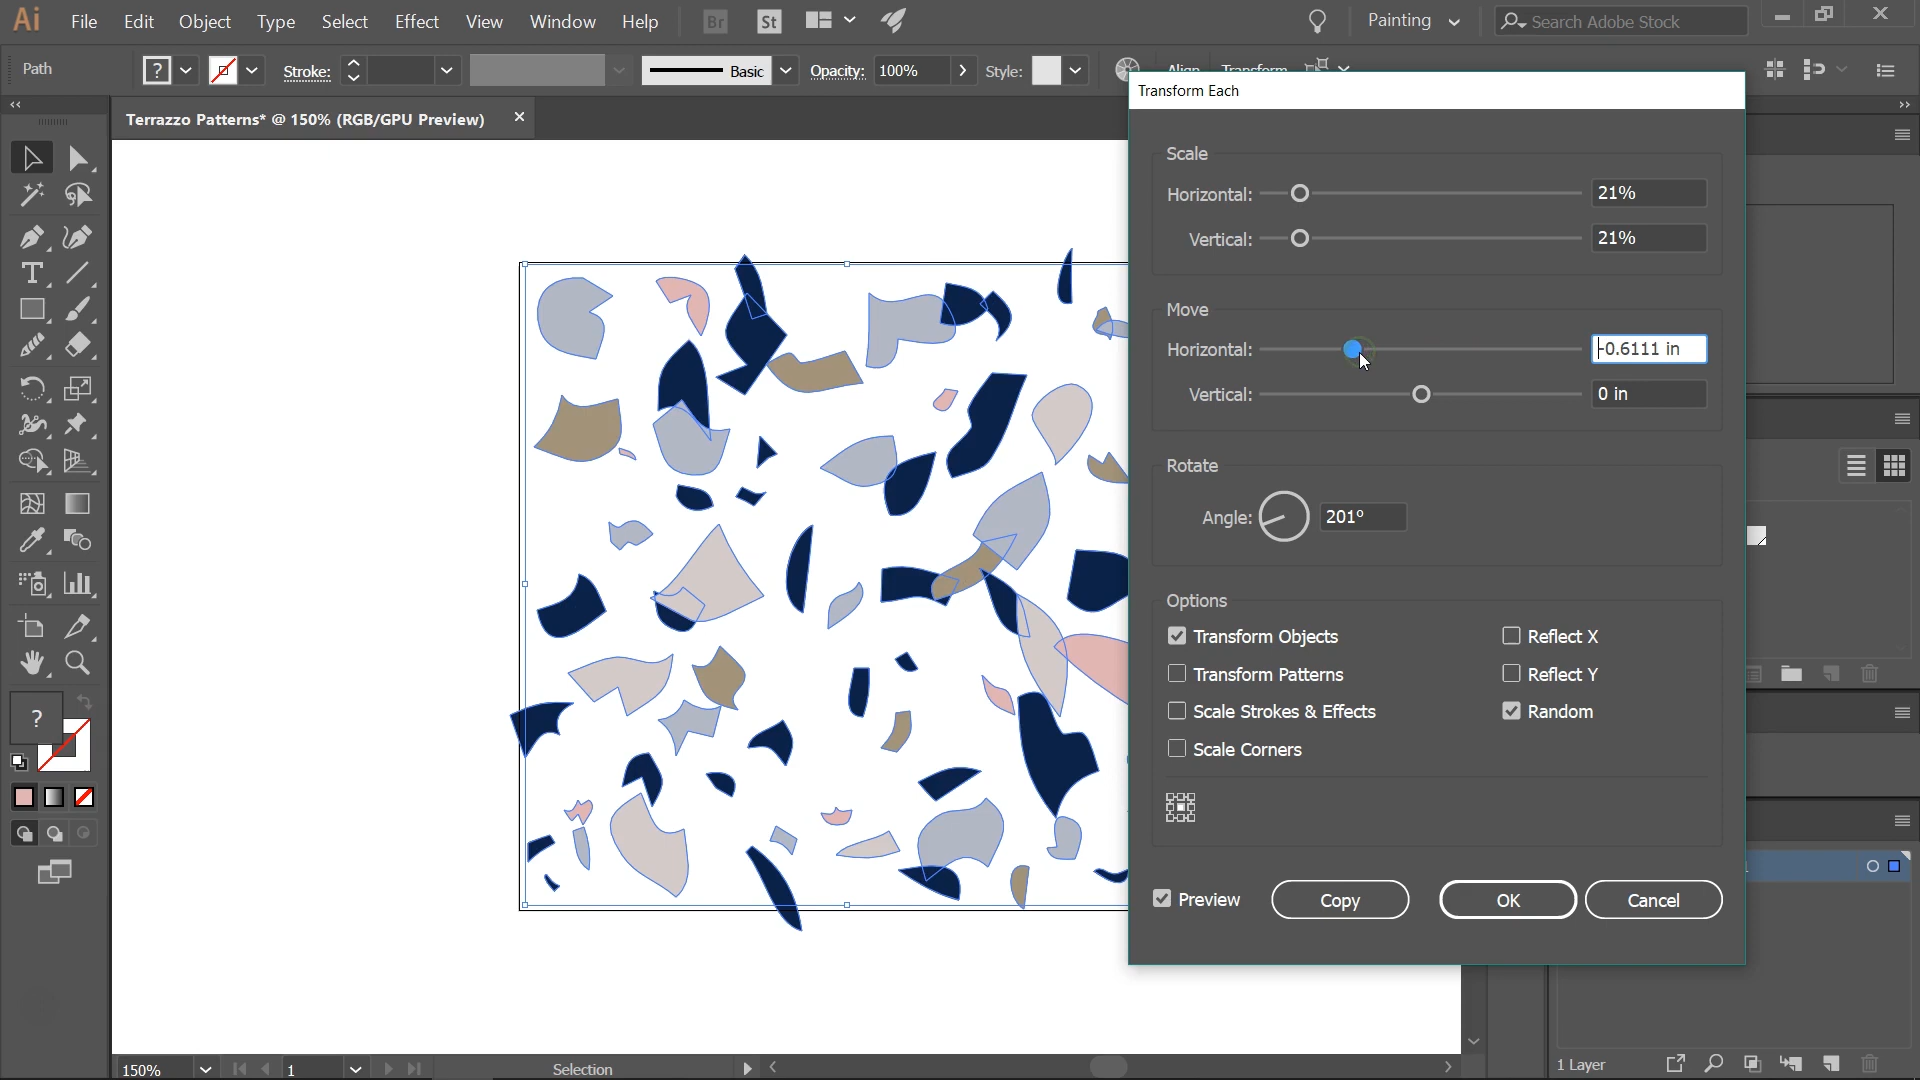 Ai File Edit Object Type Select Effect View Window Help Br St Painting Search Adobe Stock
Path ? Stroke: Basic Opacity: 100% Style: Align Transform
Terrazzo Patterns* @ 150% (RGB/GPU Preview)
Transform Each
Scale
Horizontal: 21%
Vertical: 21%
Move
Horizontal: -0.6111 in
Vertical: 0 in
Rotate
Angle: 201°
Options
Transform Objects Reflect X
Transform Patterns Reflect Y
Scale Strokes & Effects Random
Scale Corners
Preview Copy OK Cancel
?
150% 1 Selection 1 Layer